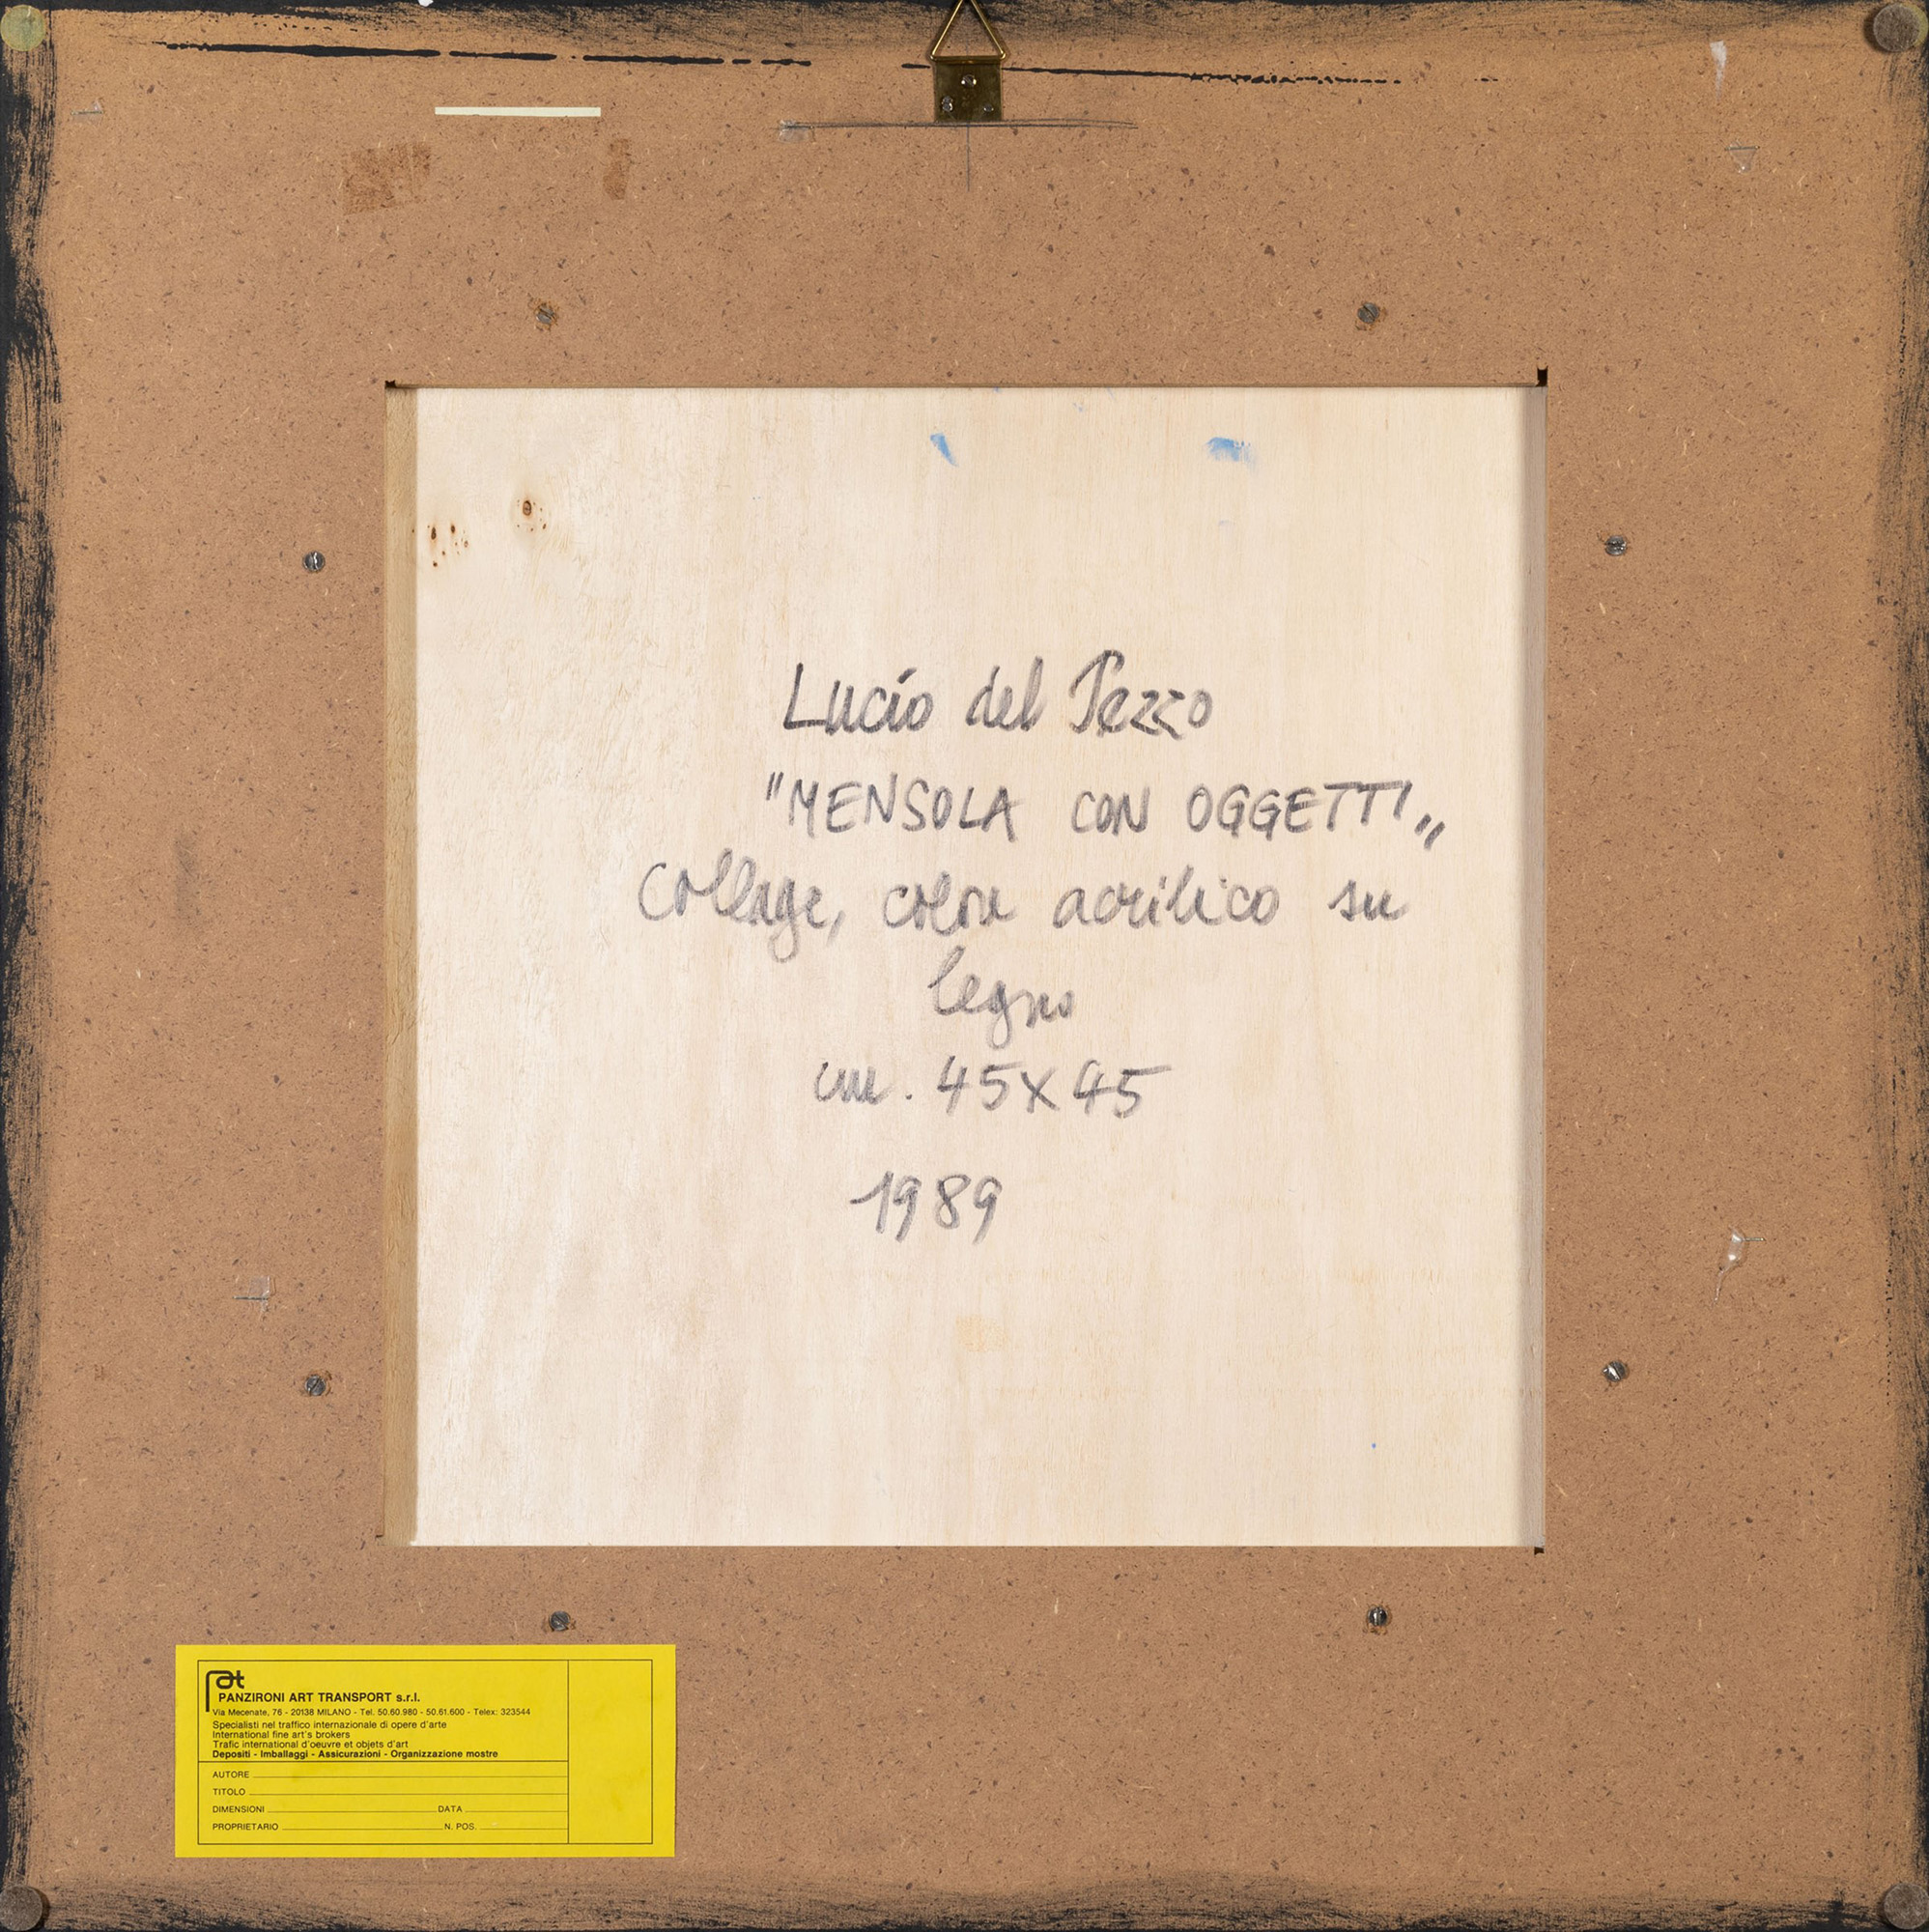 Lucio del Pezzo
"MENSOLA CON OGGETTI"
Collage, colore acrilico su
legno
cm. 45x45
1989
at
PANZIRONI ART TRANSPORT s.r.l.
Via Mecenate, 76 - 20138 MILANO - Tel. 50.60.980 - 50.61.600 - Telex: 323544
Specialisti nel traffico internazionale di opere d'arte
International fine art's brokers
Trafic international d'oeuvre et objets d'art
Depositi - Imballaggi - Assicurazioni - Organizzazione mostre
AUTORE
TITOLO
DIMENSIONI DATA
PROPRIETARIO N. POS.